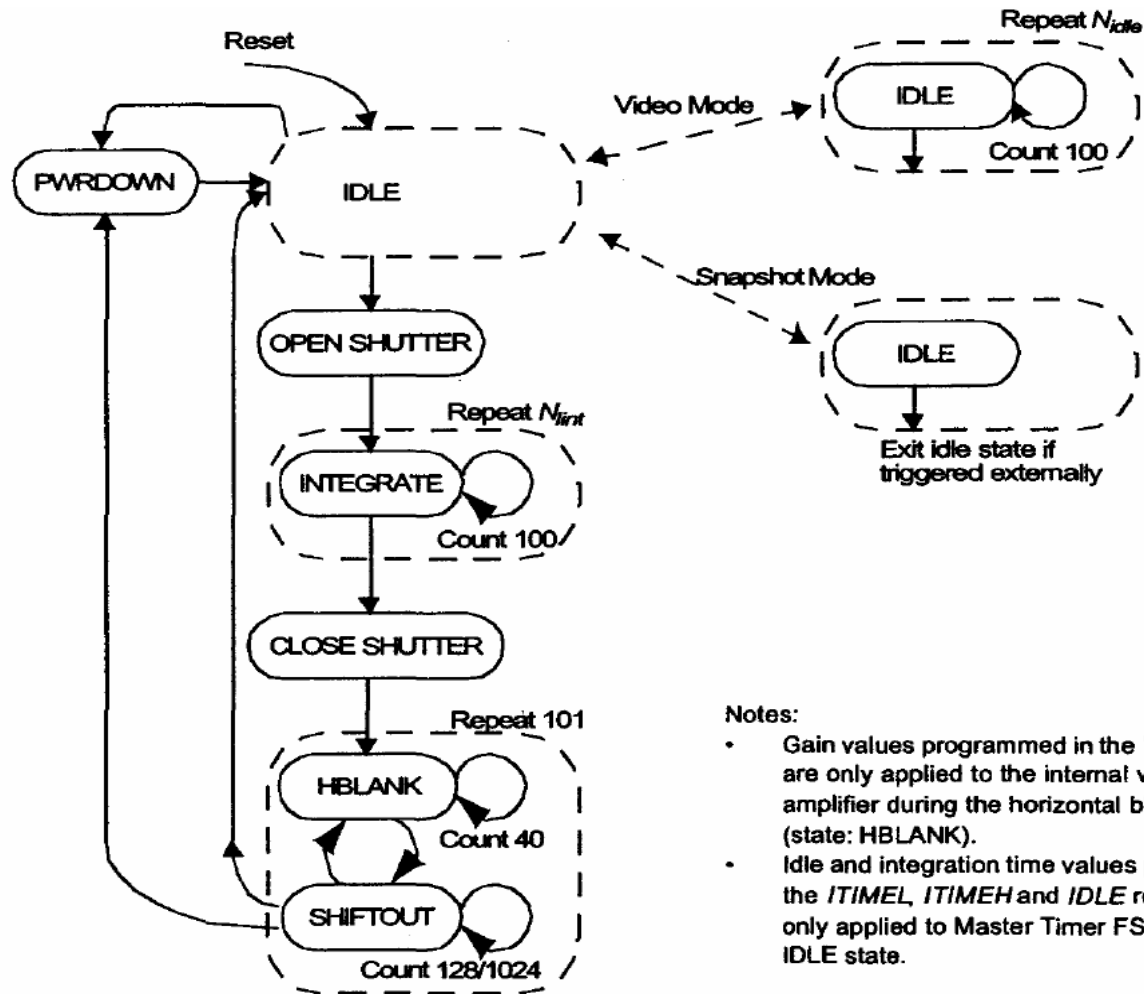 Reset
Repeat N_idle
IDLE
Count 100
Video Mode
PWRDOWN
IDLE
Snapshot Mode
IDLE
Exit idle state if
triggered externally
OPEN SHUTTER
Repeat N_lint
INTEGRATE
Count 100
CLOSE SHUTTER
Repeat 101
HBLANK
Count 40
SHIFTOUT
Count 128/1024
Notes:
• Gain values programmed in the
are only applied to the internal v
amplifier during the horizontal b
(state: HBLANK).
• Idle and integration time values
the ITIMEL, ITIMEH and IDLE re
only applied to Master Timer FS
IDLE state.